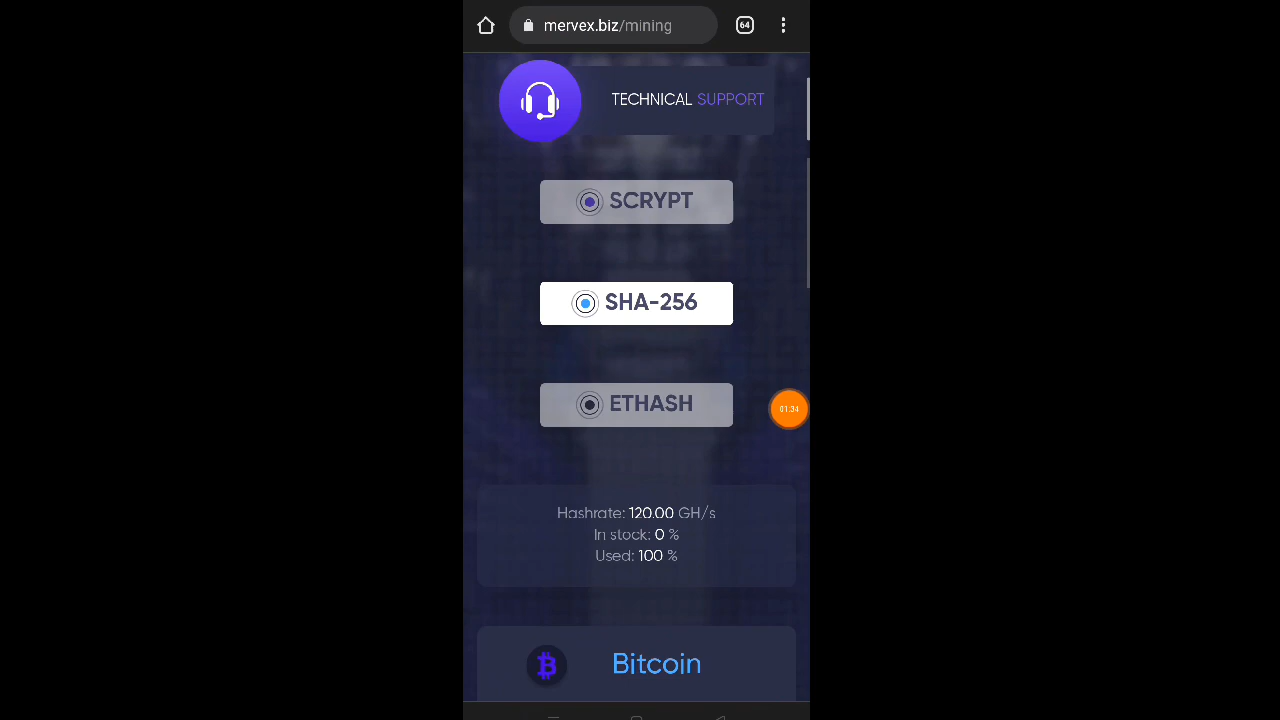 mervex.biz/mining
64
TECHNICAL SUPPORT
SCRYPT
SHA-256
ETHASH
01:34
Hashrate: 120.00 GH/s
In stock: 0 %
Used: 100 %
Bitcoin